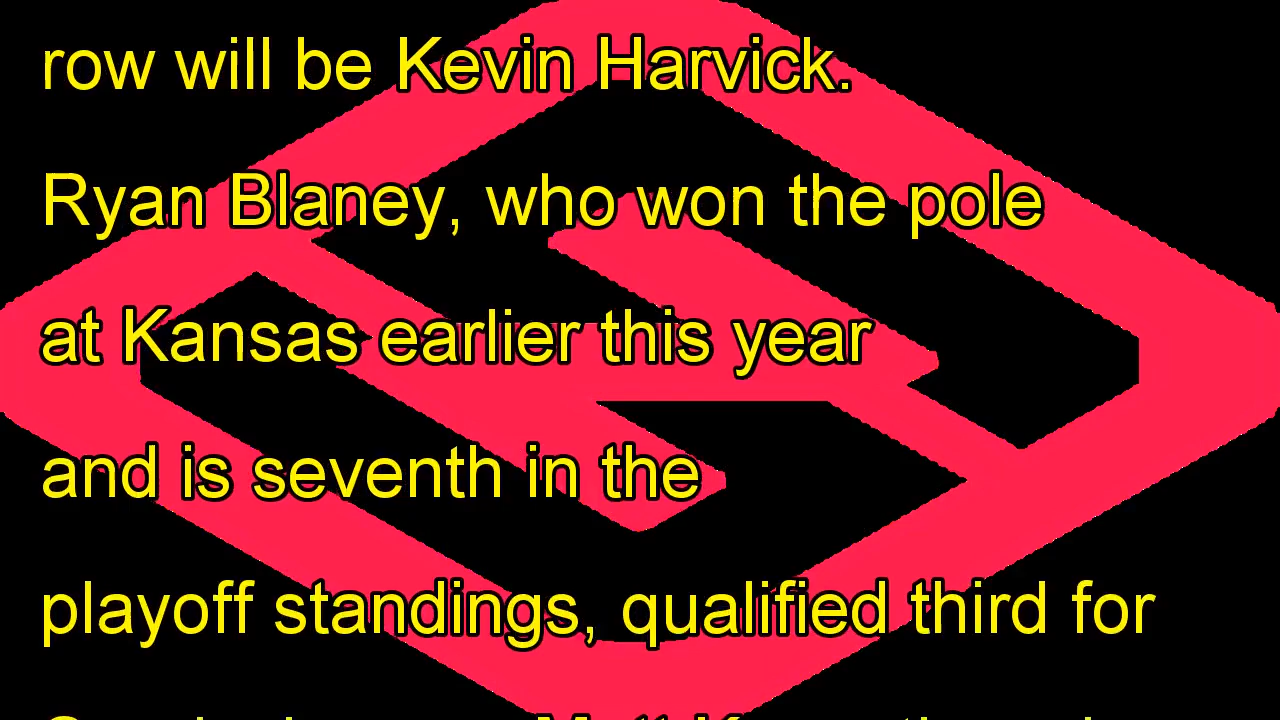 row will be Kevin Harvick.
Ryan Blaney, who won the pole
at Kansas earlier this year
and is seventh in the
playoff standings, qualified third for